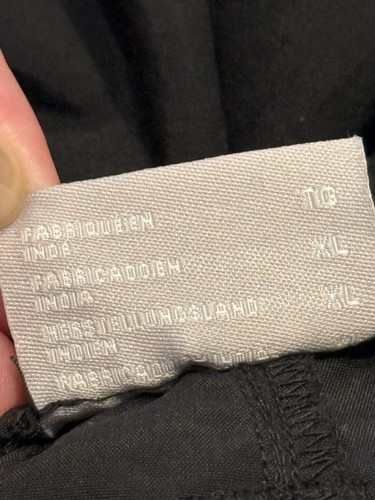 FABRIQUE EN TG
INDE
FABRICADO EN XL
INDIA
HERSTELLUNGSLAND XL
INDIEN